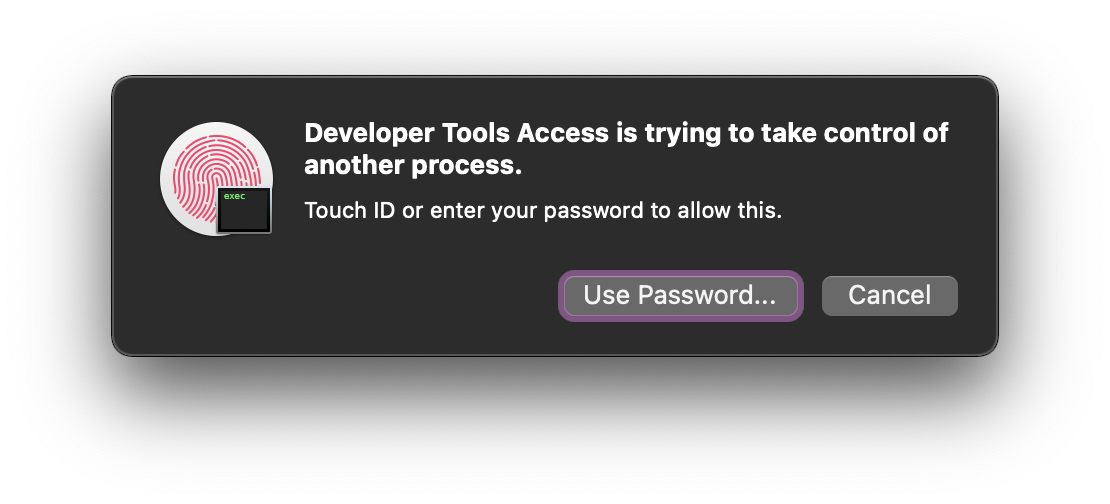 Developer Tools Access is trying to take control of
another process.
exec
Touch ID or enter your password to allow this.
Use Password...
Cancel